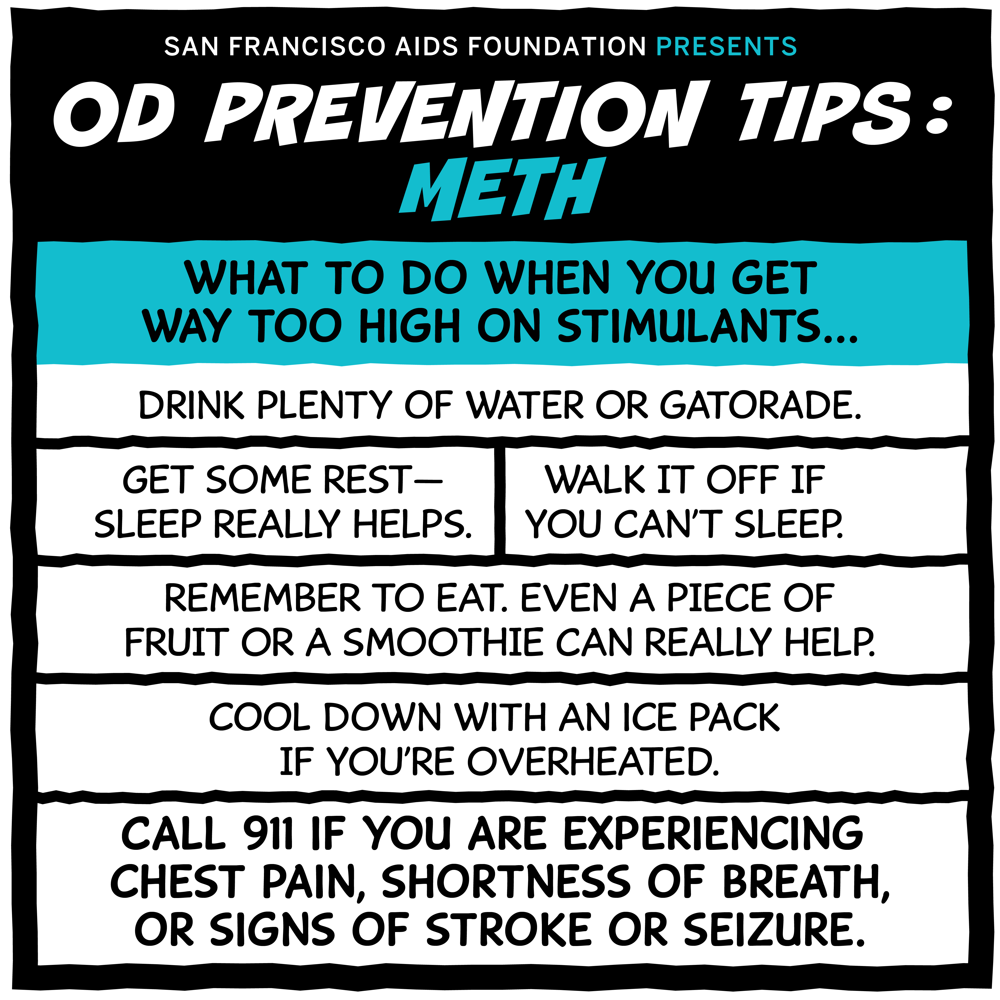 SAN FRANCISCO AIDS FOUNDATION PRESENTS
OD PREVENTION TIPS:
METH
WHAT TO DO WHEN YOU GET
WAY TOO HIGH ON STIMULANTS...
DRINK PLENTY OF WATER OR GATORADE.
GET SOME REST—
SLEEP REALLY HELPS.
WALK IT OFF IF
YOU CAN'T SLEEP.
REMEMBER TO EAT. EVEN A PIECE OF
FRUIT OR A SMOOTHIE CAN REALLY HELP.
COOL DOWN WITH AN ICE PACK
IF YOU'RE OVERHEATED.
CALL 911 IF YOU ARE EXPERIENCING
CHEST PAIN, SHORTNESS OF BREATH,
OR SIGNS OF STROKE OR SEIZURE.